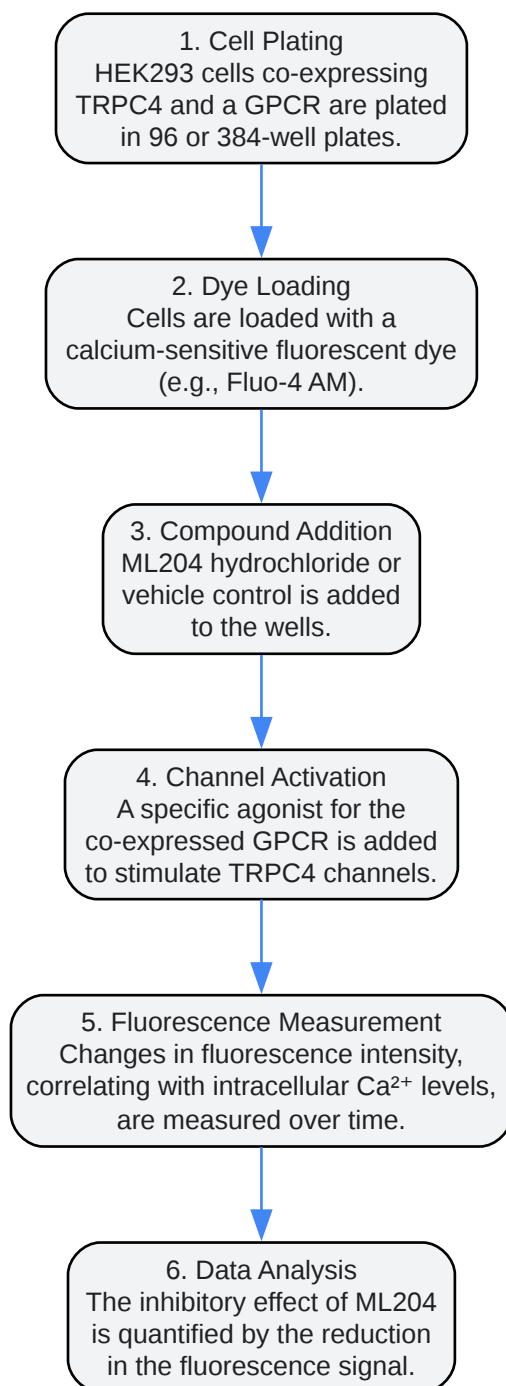 1. Cell Plating
HEK293 cells co-expressing
TRPC4 and a GPCR are plated
in 96 or 384-well plates.
2. Dye Loading
Cells are loaded with a
calcium-sensitive fluorescent dye
(e.g., Fluo-4 AM).
3. Compound Addition
ML204 hydrochloride or
vehicle control is added
to the wells.
4. Channel Activation
A specific agonist for the
co-expressed GPCR is added
to stimulate TRPC4 channels.
5. Fluorescence Measurement
Changes in fluorescence intensity,
correlating with intracellular Ca²⁺ levels,
are measured over time.
6. Data Analysis
The inhibitory effect of ML204
is quantified by the reduction
in the fluorescence signal.